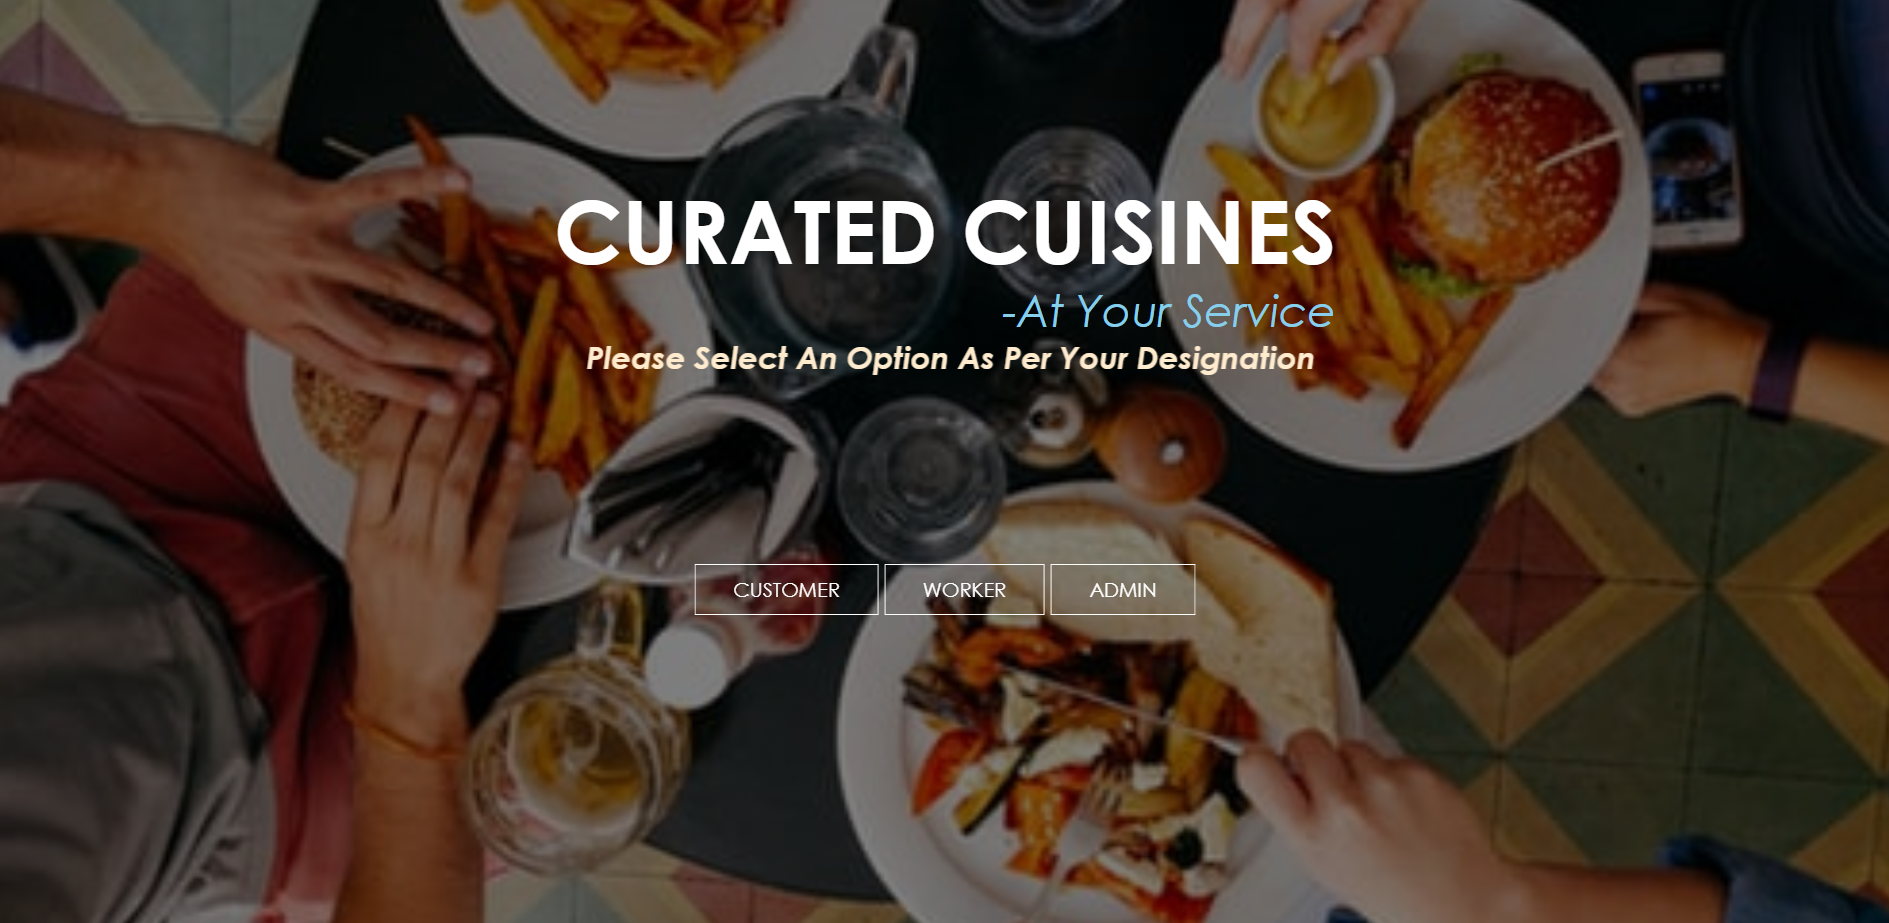 CURATED CUISINES
-At Your Service
Please Select An Option As Per Your Designation
CUSTOMER WORKER ADMIN